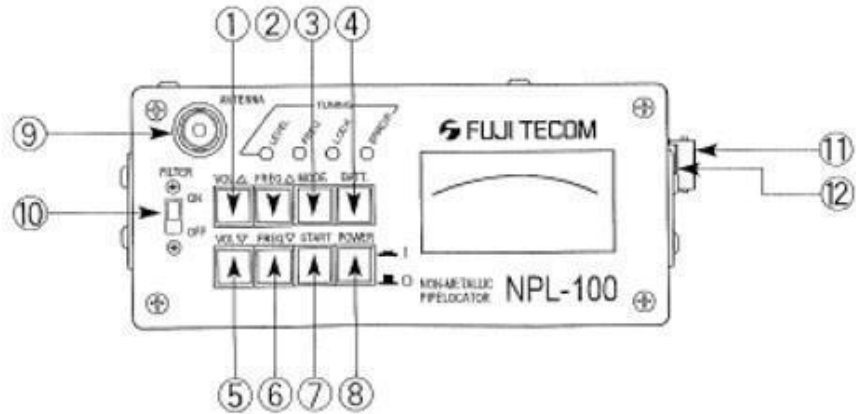 ① ② ③ ④
ANTENNA
TUNING
LEVEL FREQ LOCK ERROR
FUJI TECOM
⑨
⑪
FILTER
VOL△ FREQ△ MODE BATT.
⑫
ON
⑩
OFF
VOL▽ FREQ▽ START POWER
I
O
NON-METALLIC
PIPELOCATOR NPL-100
⑤ ⑥ ⑦ ⑧